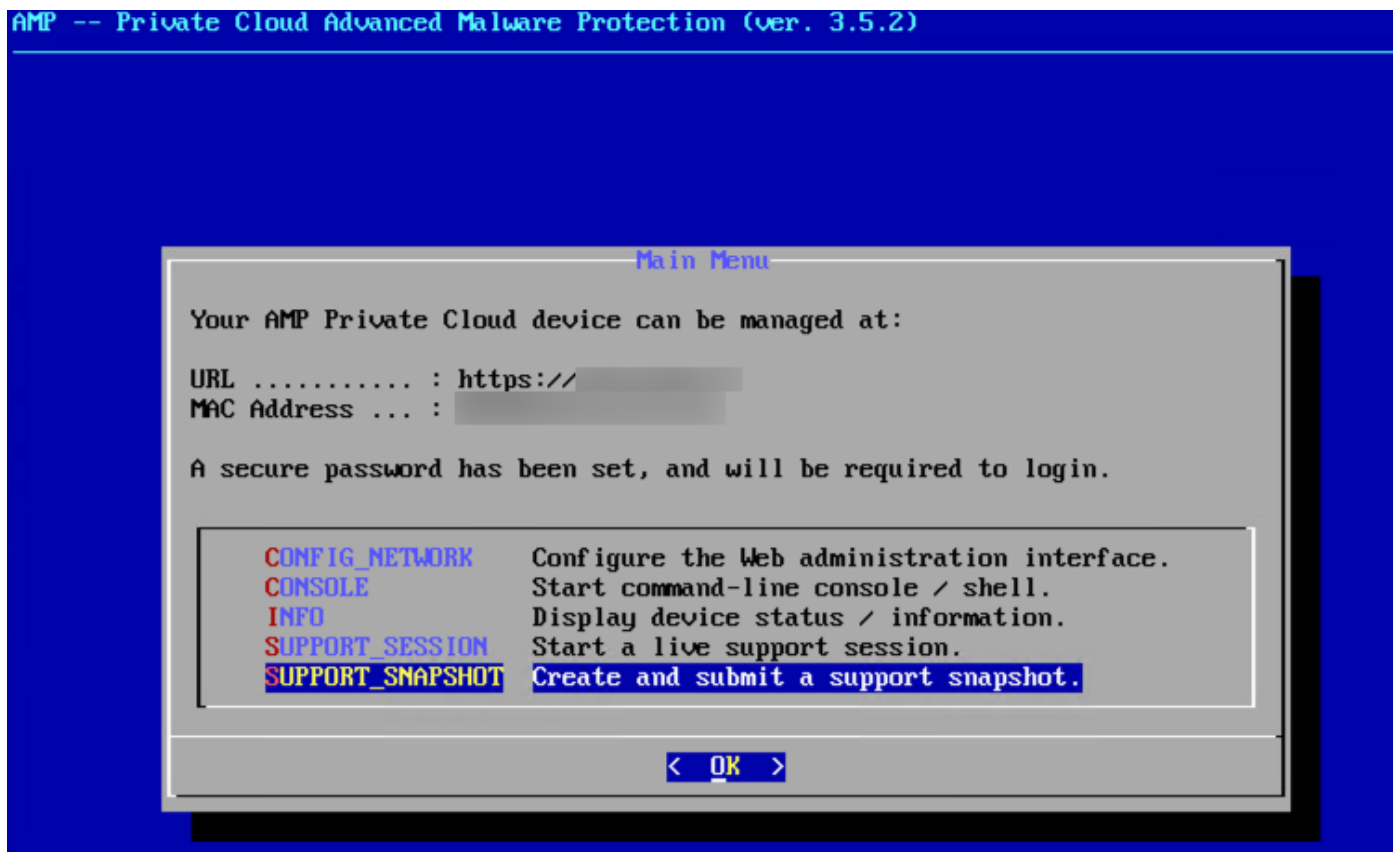 AMP -- Private Cloud Advanced Malware Protection (ver. 3.5.2)
Main Menu
Your AMP Private Cloud device can be managed at:
URL ........... : https://
MAC Address ... :
A secure password has been set, and will be required to login.
CONFIG_NETWORK Configure the Web administration interface.
CONSOLE Start command-line console / shell.
INFO Display device status / information.
SUPPORT_SESSION Start a live support session.
SUPPORT_SNAPSHOT Create and submit a support snapshot.
< OK >